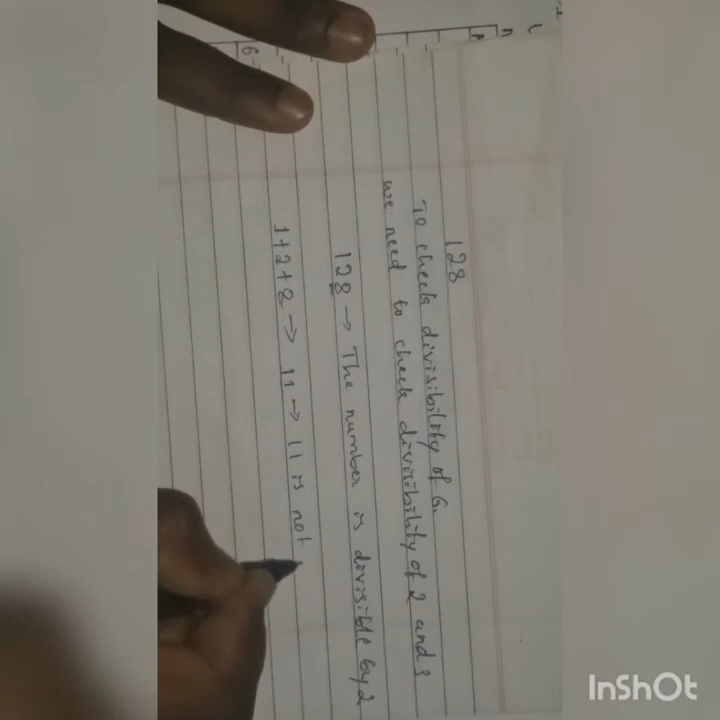 128
To check divisibility of 6.
we need to check divisibility of 2 and 3
128 → The number is divisible by 2
1+2+8 → 11 → 11 is not
InShOt